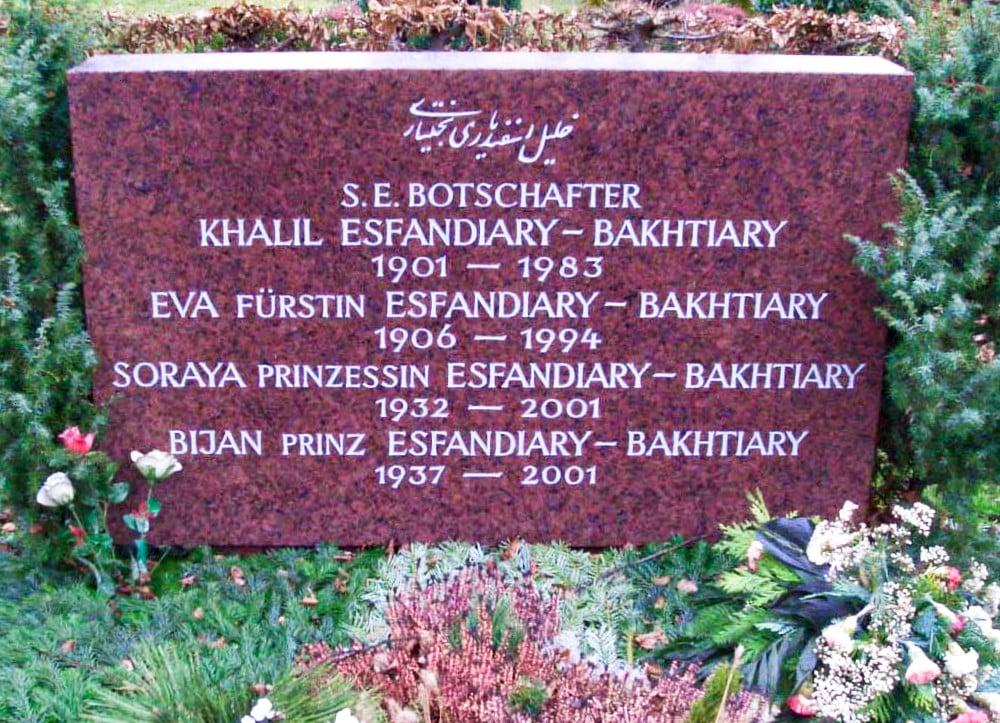 خلیل اسفندیاری بختیاری
S.E. BOTSCHAFTER
KHALIL ESFANDIARY – BAKHTIARY
1901 — 1983
EVA FÜRSTIN ESFANDIARY – BAKHTIARY
1906 — 1994
SORAYA PRINZESSIN ESFANDIARY – BAKHTIARY
1932 — 2001
BIJAN PRINZ ESFANDIARY – BAKHTIARY
1937 — 2001